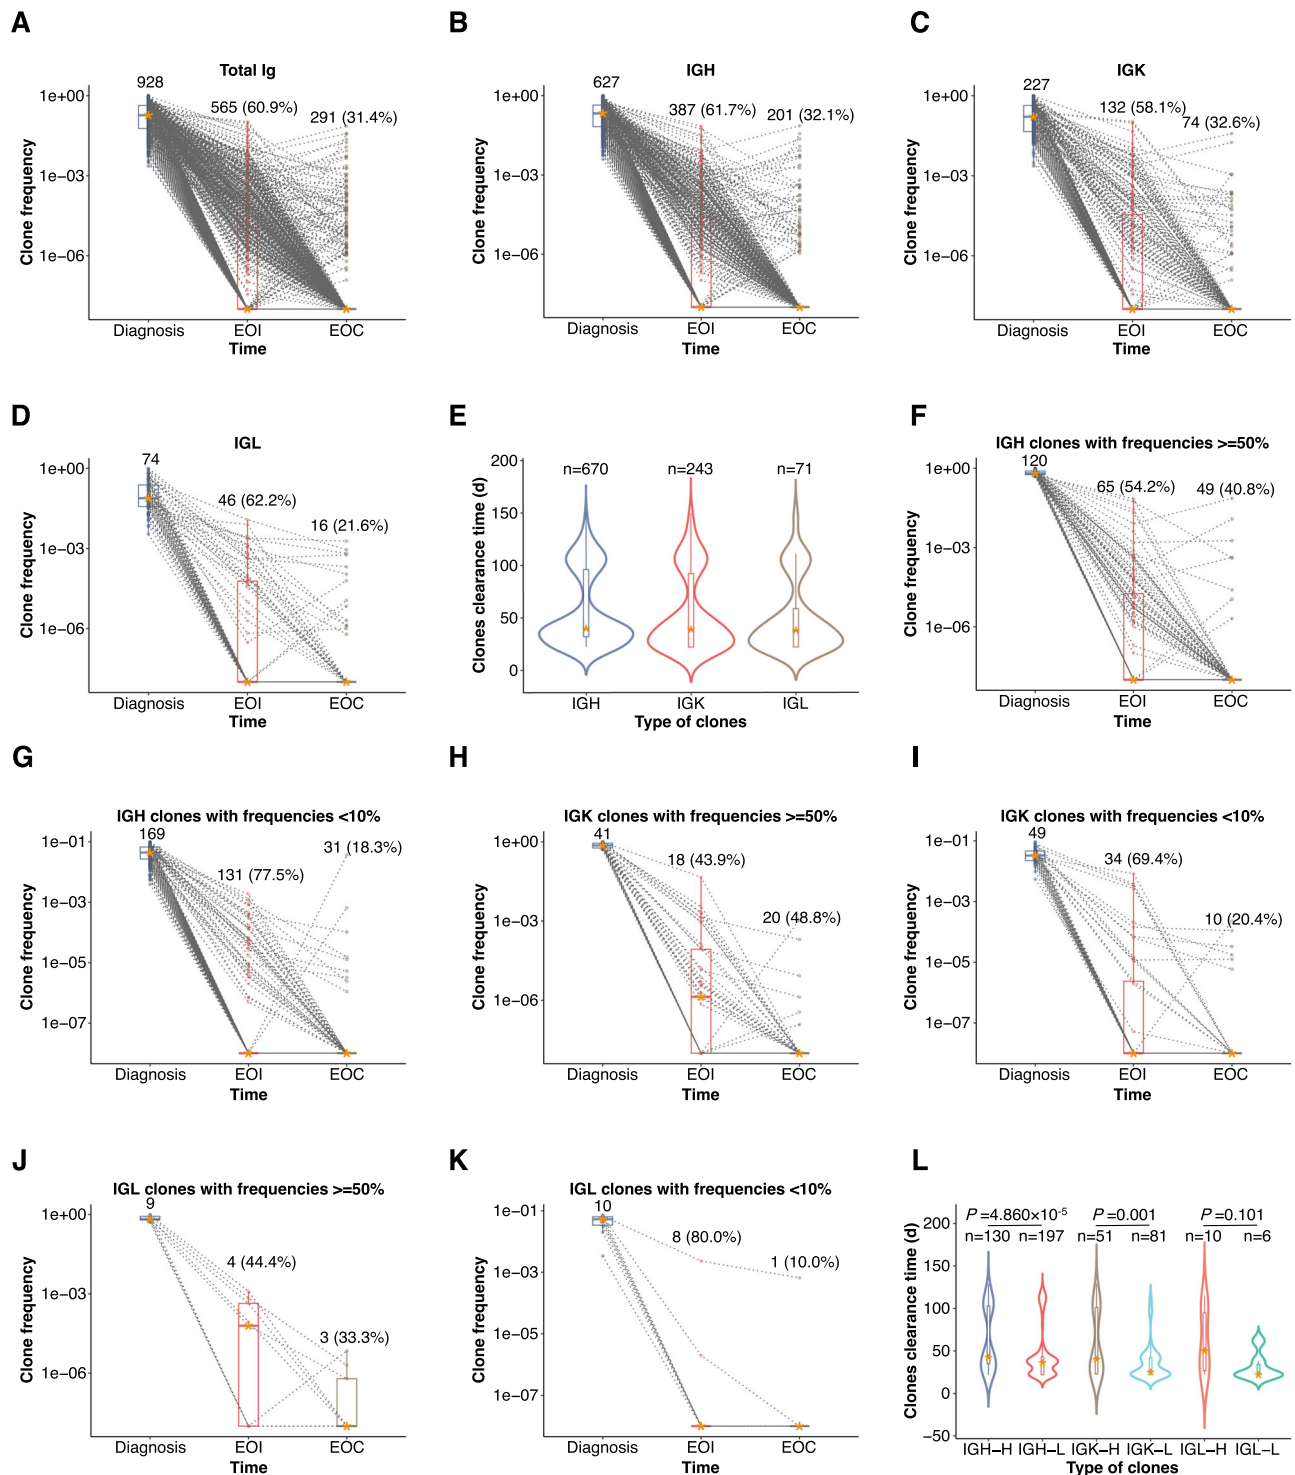 A
Total Ig
928
565 (60.9%)
291 (31.4%)
1e+00
1e−03
1e−06
Clone frequency
Diagnosis
EOI
EOC
Time
B
IGH
627
387 (61.7%)
201 (32.1%)
1e+00
1e−03
1e−06
Clone frequency
Diagnosis
EOI
EOC
Time
C
IGK
227
132 (58.1%)
74 (32.6%)
1e+00
1e−03
1e−06
Clone frequency
Diagnosis
EOI
EOC
Time
D
IGL
74
46 (62.2%)
16 (21.6%)
1e+00
1e−03
1e−06
Clone frequency
Diagnosis
EOI
EOC
Time
E
n=670
n=243
n=71
200
150
100
50
0
Clones clearance time (d)
IGH
IGK
IGL
Type of clones
F
IGH clones with frequencies >=50%
120
65 (54.2%)
49 (40.8%)
1e+00
1e−03
1e−06
Clone frequency
Diagnosis
EOI
EOC
Time
G
IGH clones with frequencies <10%
169
131 (77.5%)
31 (18.3%)
1e−01
1e−03
1e−05
1e−07
Clone frequency
Diagnosis
EOI
EOC
Time
H
IGK clones with frequencies >=50%
41
18 (43.9%)
20 (48.8%)
1e+00
1e−03
1e−06
Clone frequency
Diagnosis
EOI
EOC
Time
I
IGK clones with frequencies <10%
49
34 (69.4%)
10 (20.4%)
1e−01
1e−03
1e−05
1e−07
Clone frequency
Diagnosis
EOI
EOC
Time
J
IGL clones with frequencies >=50%
9
4 (44.4%)
3 (33.3%)
1e+00
1e−03
1e−06
Clone frequency
Diagnosis
EOI
EOC
Time
K
IGL clones with frequencies <10%
10
8 (80.0%)
1 (10.0%)
1e−01
1e−03
1e−05
1e−07
Clone frequency
Diagnosis
EOI
EOC
Time
L
P =4.860×10⁻⁵
P =0.001
P =0.101
n=130
n=197
n=51
n=81
n=10
n=6
200
150
100
50
0
−50
Clones clearance time (d)
IGH−H
IGH−L
IGK−H
IGK−L
IGL−H
IGL−L
Type of clones